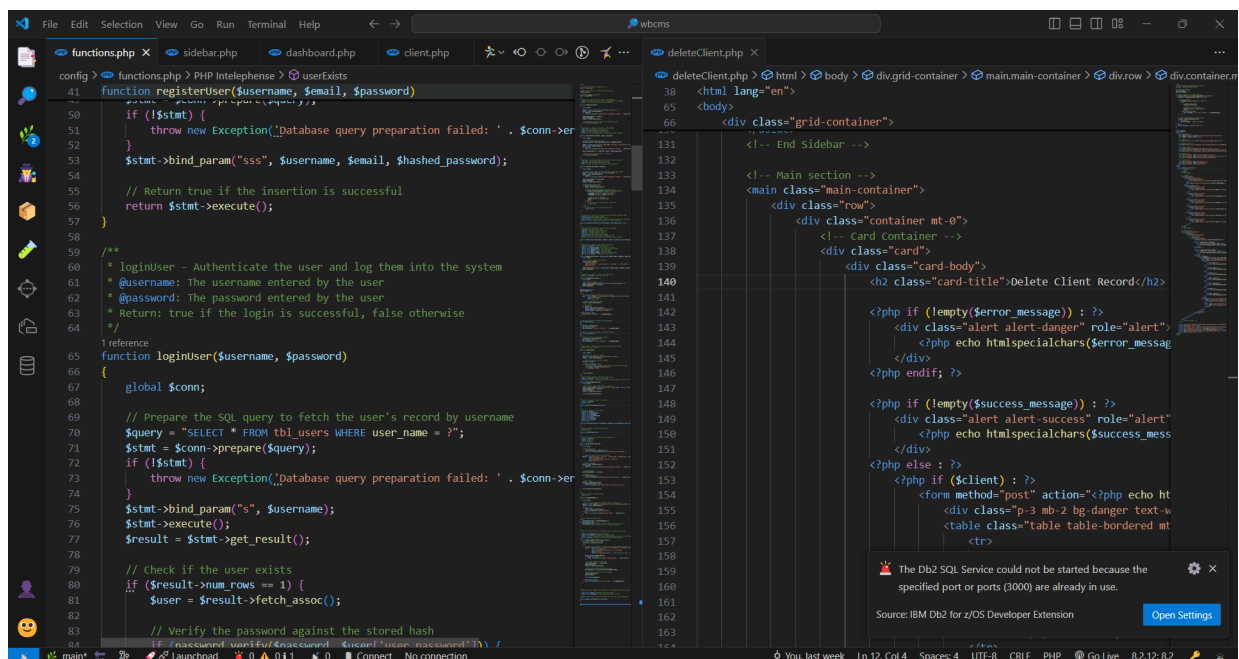 File Edit Selection View Go Run Terminal Help
wbcms
functions.php
sidebar.php
dashboard.php
client.php
config > functions.php > PHP Intelephense > userExists
41 function registerUser($username, $email, $password)
50 if (!$stmt) {
51 throw new Exception('Database query preparation failed: ' . $conn->er
52 }
53 $stmt->bind_param("sss", $username, $email, $hashed_password);
54
55 // Return true if the insertion is successful
56 return $stmt->execute();
57 }
58
59 /**
60 * loginUser - Authenticate the user and log them into the system
61 * @username: The username entered by the user
62 * @password: The password entered by the user
63 * Return: true if the login is successful, false otherwise
64 */
1 reference
65 function loginUser($username, $password)
66 {
67 global $conn;
68
69 // Prepare the SQL query to fetch the user's record by username
70 $query = "SELECT * FROM tbl_users WHERE user_name = ?";
71 $stmt = $conn->prepare($query);
72 if (!$stmt) {
73 throw new Exception('Database query preparation failed: ' . $conn->er
74 }
75 $stmt->bind_param("s", $username);
76 $stmt->execute();
77 $result = $stmt->get_result();
78
79 // Check if the user exists
80 if ($result->num_rows == 1) {
81 $user = $result->fetch_assoc();
82
83 // Verify the password against the stored hash
84 if (password_verify($password, $user['user_password'])) {
deleteClient.php
deleteClient.php > html > body > div.grid-container > main.main-container > div.row > div.container.m
38 <html lang="en">
65 <body>
66 <div class="grid-container">
131 <!-- End Sidebar -->
132
133 <!-- Main section -->
134 <main class="main-container">
135 <div class="row">
136 <div class="container mt-0">
137 <!-- Card Container -->
138 <div class="card">
139 <div class="card-body">
140 <h2 class="card-title">Delete Client Record</h2>
141
142 <?php if (!empty($error_message)) : ?>
143 <div class="alert alert-danger" role="alert">
144 <?php echo htmlspecialchars($error_messag
145 </div>
146 <?php endif; ?>
147
148 <?php if (!empty($success_message)) : ?>
149 <div class="alert alert-success" role="alert"
150 <?php echo htmlspecialchars($success_mess
151 </div>
152 <?php else : ?>
153 <?php if ($client) : ?>
154 <form method="post" action="<?php echo ht
155 <div class="p-3 mb-2 bg-danger text-w
156 <table class="table table-bordered mt
157 <tr>
158
159
160
161
162
163
164
The Db2 SQL Service could not be started because the
specified port or ports (3000) are already in use.
Source: IBM Db2 for z/OS Developer Extension
Open Settings
main* Launchpad 0 0 1 0 Connect No connection
You, last week Ln 12, Col 4 Spaces: 4 UTF-8 CRLF PHP Go Live 8.2.12: 8.2